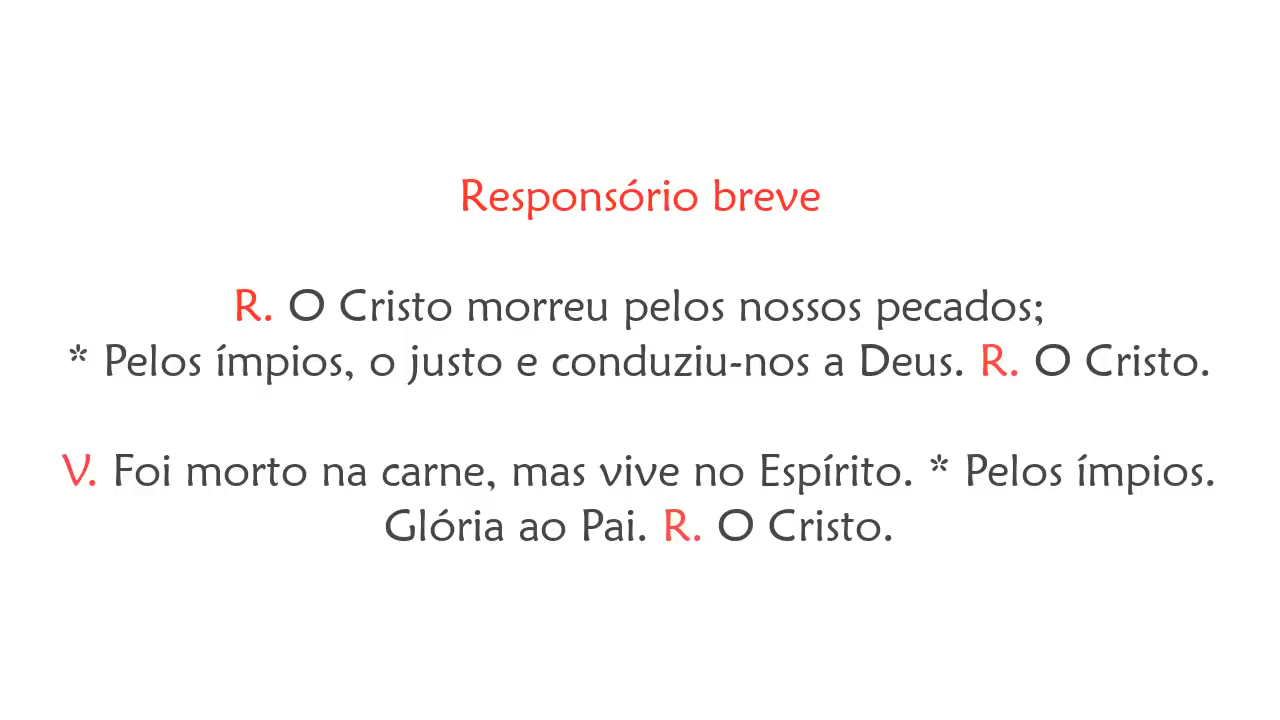 Responsório breve
R. O Cristo morreu pelos nossos pecados;
* Pelos ímpios, o justo e conduziu-nos a Deus. R. O Cristo.
V. Foi morto na carne, mas vive no Espírito. * Pelos ímpios.
Glória ao Pai. R. O Cristo.